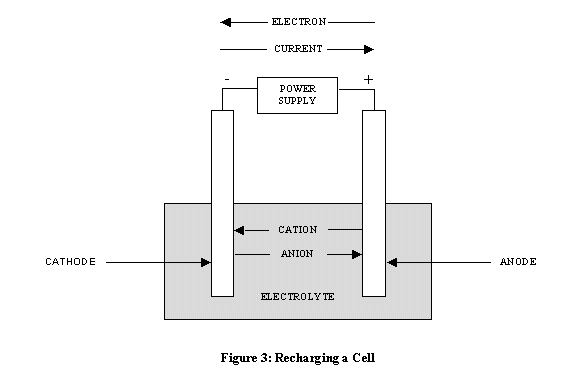 ELECTRON
CURRENT
- +
POWER
SUPPLY
CATION
ANION
CATHODE ANODE
ELECTROLYTE
Figure 3: Recharging a Cell